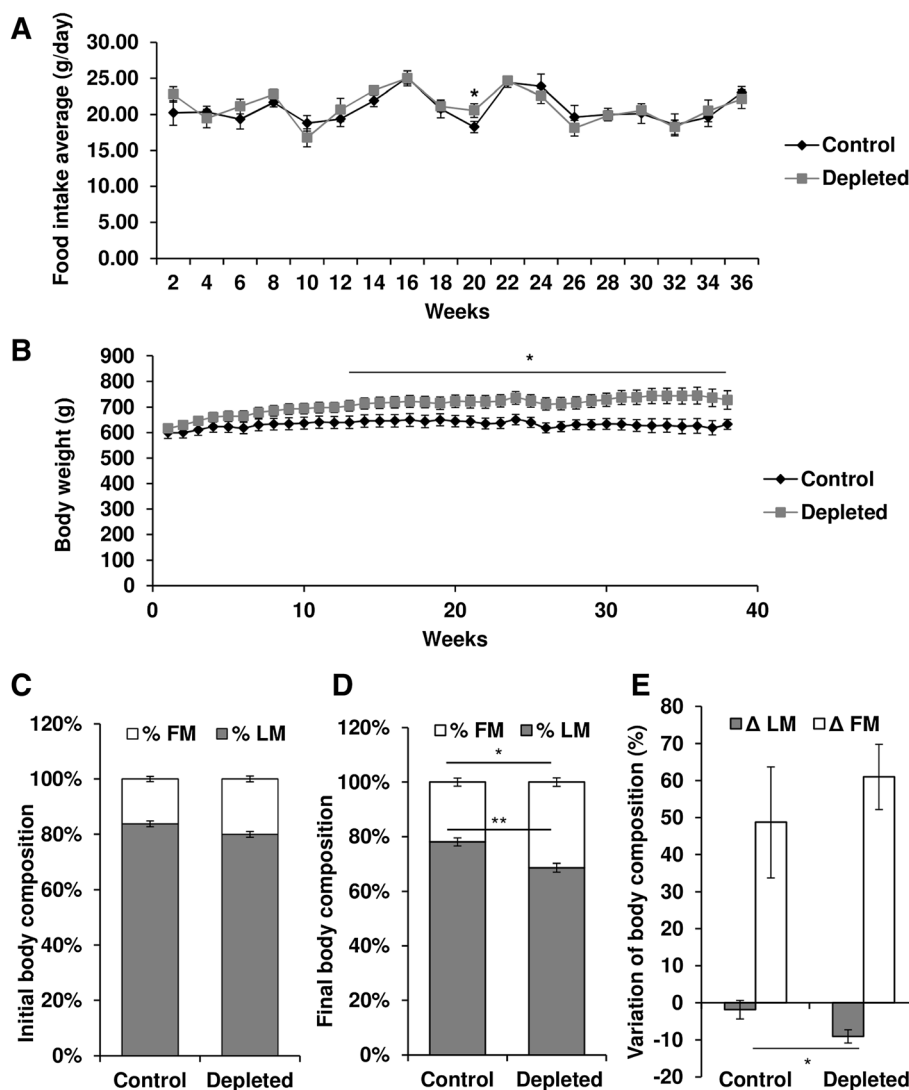 A
Food intake average (g/day)
30.00
25.00
20.00
15.00
10.00
5.00
0.00
*
Control
Depleted
2 4 6 8 10 12 14 16 18 20 22 24 26 28 30 32 34 36
Weeks
B
Body weight (g)
900
800
700
600
500
400
300
200
100
0
*
Control
Depleted
0 10 20 30 40
Weeks
C
Initial body composition
120%
100%
80%
60%
40%
20%
0%
% FM % LM
Control Depleted
D
Final body composition
120%
100%
80%
60%
40%
20%
0%
% FM % LM
*
**
Control Depleted
E
Variation of body composition (%)
80
70
60
50
40
30
20
10
0
-10
-20
Δ LM Δ FM
*
Control Depleted